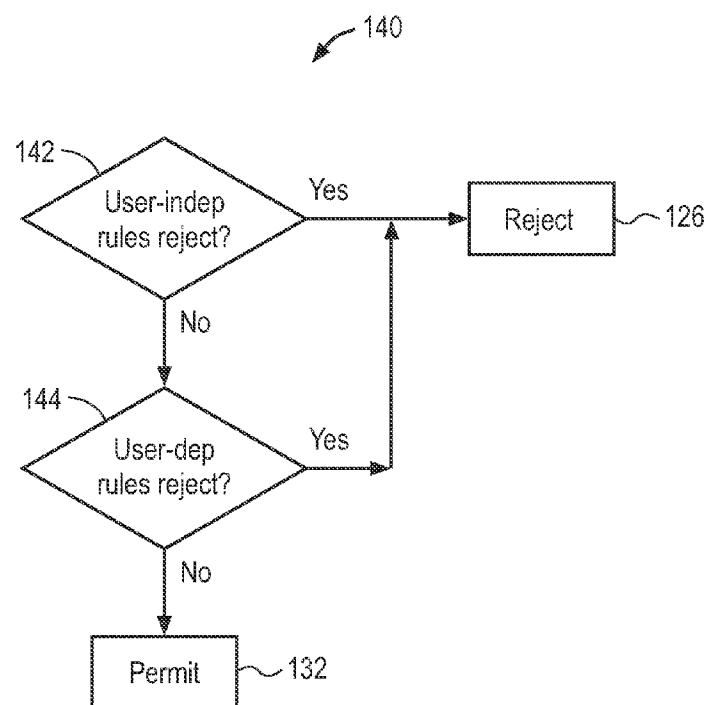 140
142
User-indep
rules reject?
Yes
Reject
126
No
144
User-dep
rules reject?
Yes
No
Permit
132